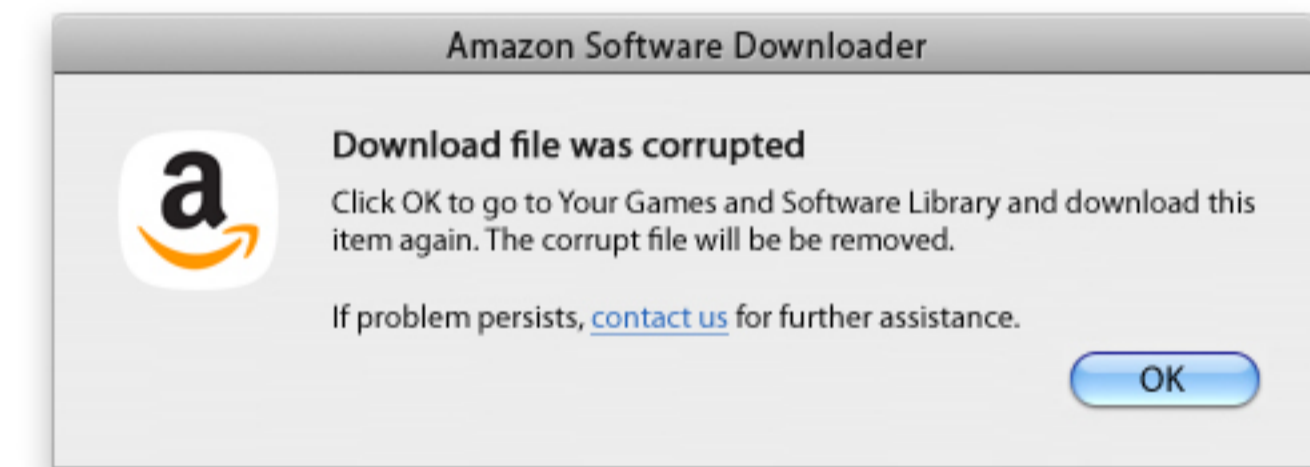 Amazon Software Downloader
a
Download file was corrupted
Click OK to go to Your Games and Software Library and download this
item again. The corrupt file will be be removed.
If problem persists, contact us for further assistance.
OK